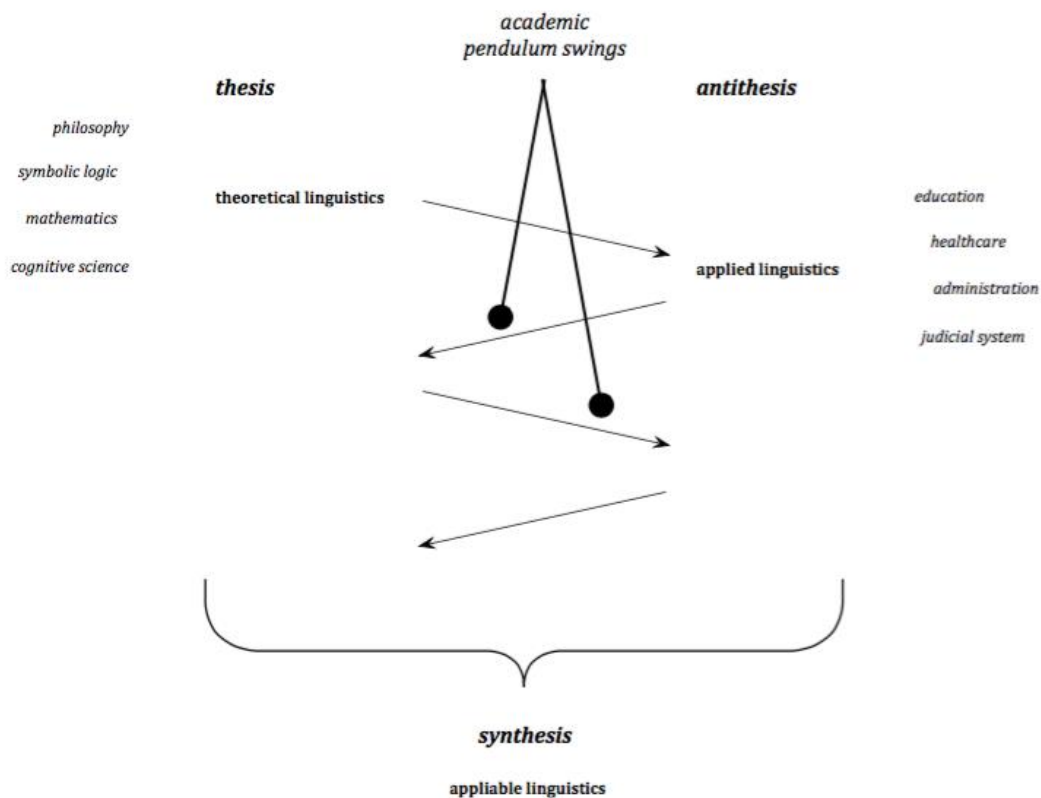 academic
pendulum swings
thesis
antithesis
philosophy
symbolic logic
mathematics
cognitive science
theoretical linguistics
applied linguistics
education
healthcare
administration
judicial system
synthesis
appliable linguistics